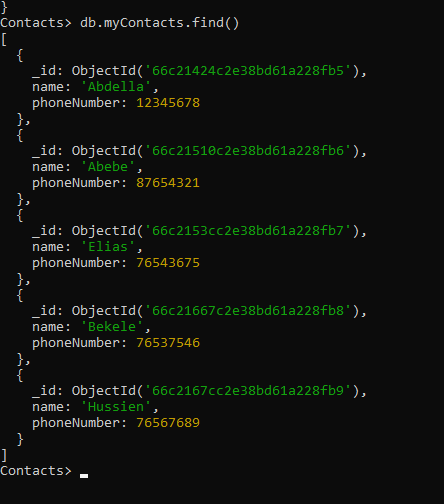 }
Contacts> db.myContacts.find()
[
  {
    _id: ObjectId('66c21424c2e38bd61a228fb5'),
    name: 'Abdella',
    phoneNumber: 12345678
  },
  {
    _id: ObjectId('66c21510c2e38bd61a228fb6'),
    name: 'Abebe',
    phoneNumber: 87654321
  },
  {
    _id: ObjectId('66c2153cc2e38bd61a228fb7'),
    name: 'Elias',
    phoneNumber: 76543675
  },
  {
    _id: ObjectId('66c21667c2e38bd61a228fb8'),
    name: 'Bekele',
    phoneNumber: 76537546
  },
  {
    _id: ObjectId('66c2167cc2e38bd61a228fb9'),
    name: 'Hussien',
    phoneNumber: 76567689
  }
]
Contacts>